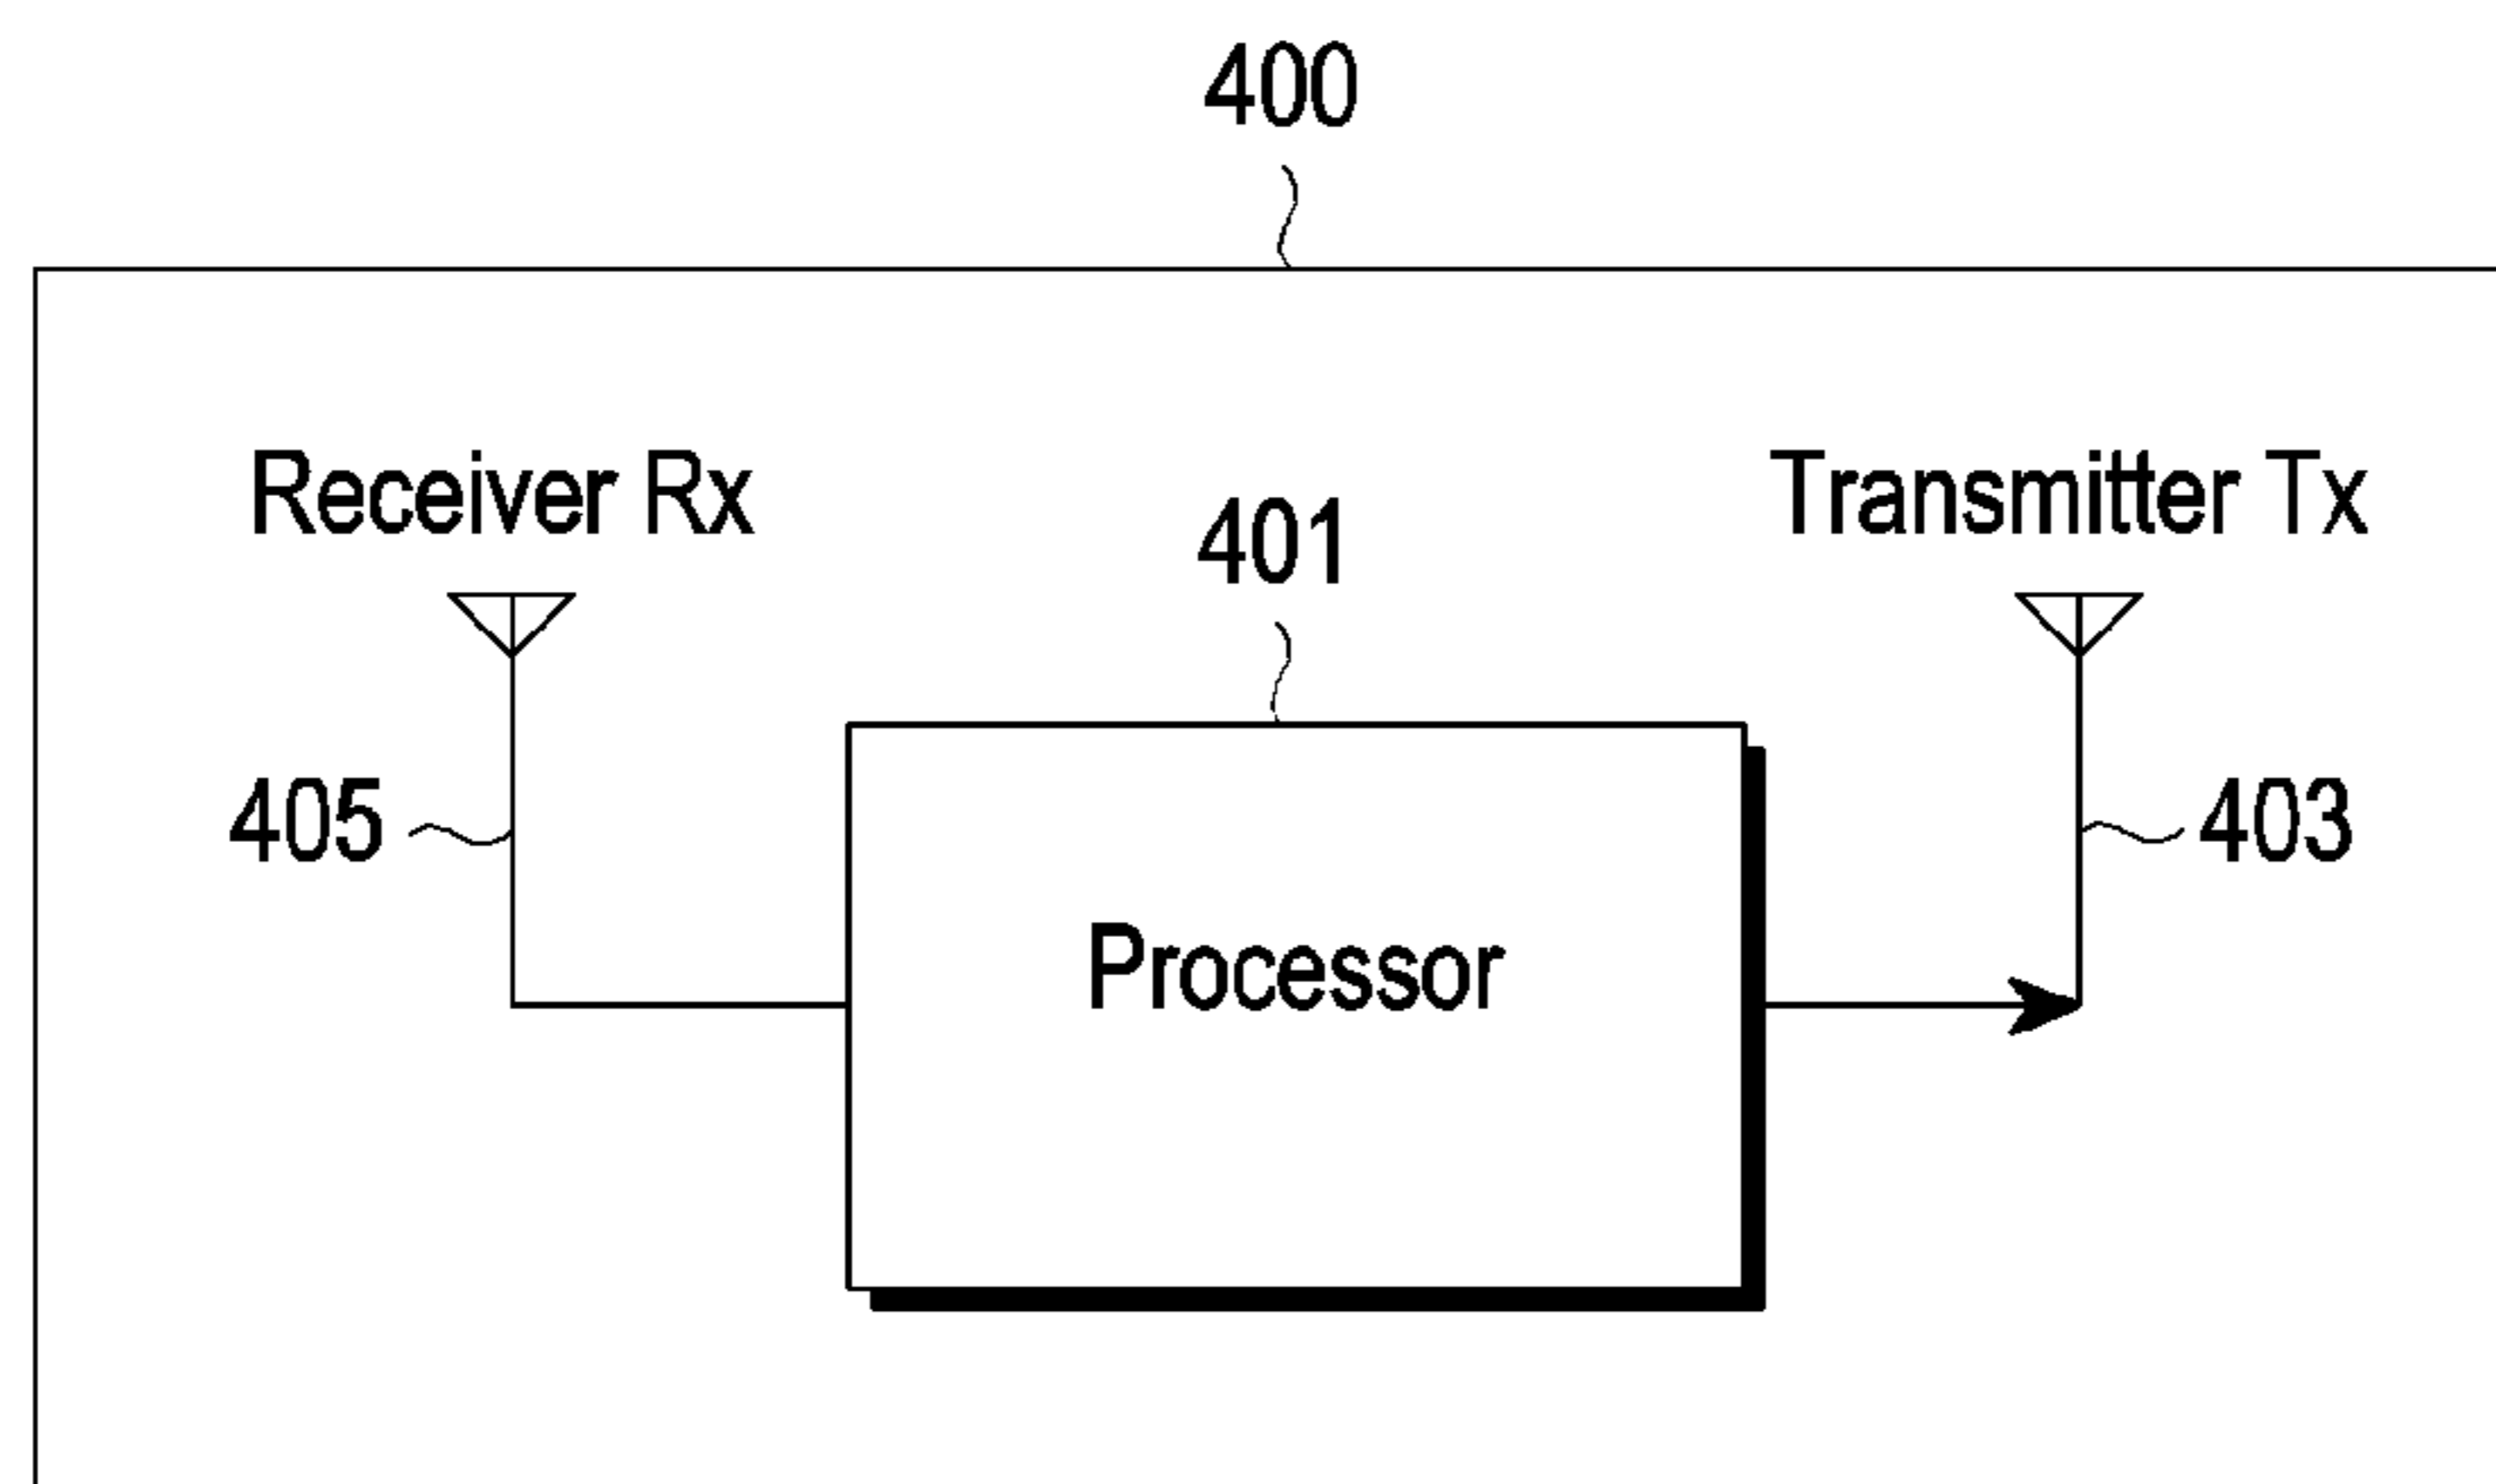 400
Receiver Rx
Transmitter Tx
401
405
403
Processor